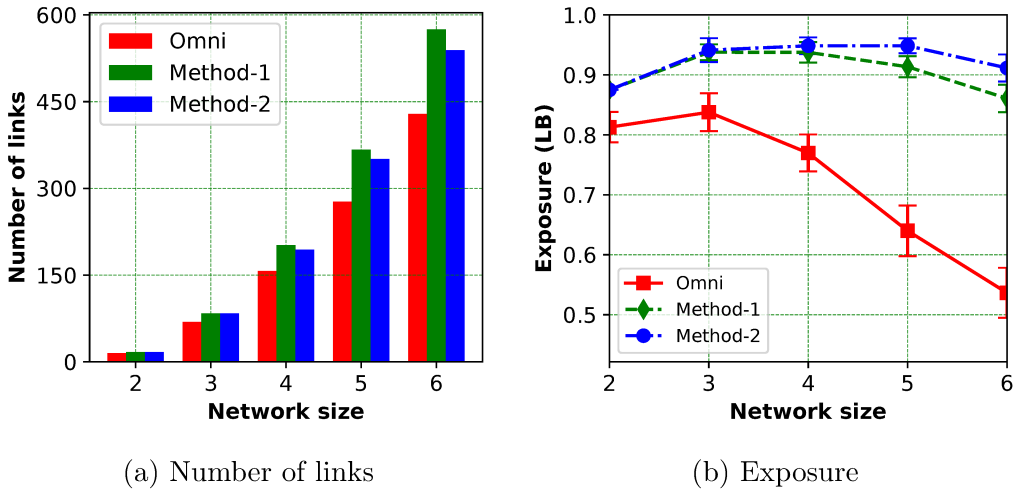 600
450
300
150
0
Number of links
Omni
Method-1
Method-2
2 3 4 5 6
Network size
(a) Number of links
1.0
0.9
0.8
0.7
0.6
0.5
Exposure (LB)
Omni
Method-1
Method-2
2 3 4 5 6
Network size
(b) Exposure